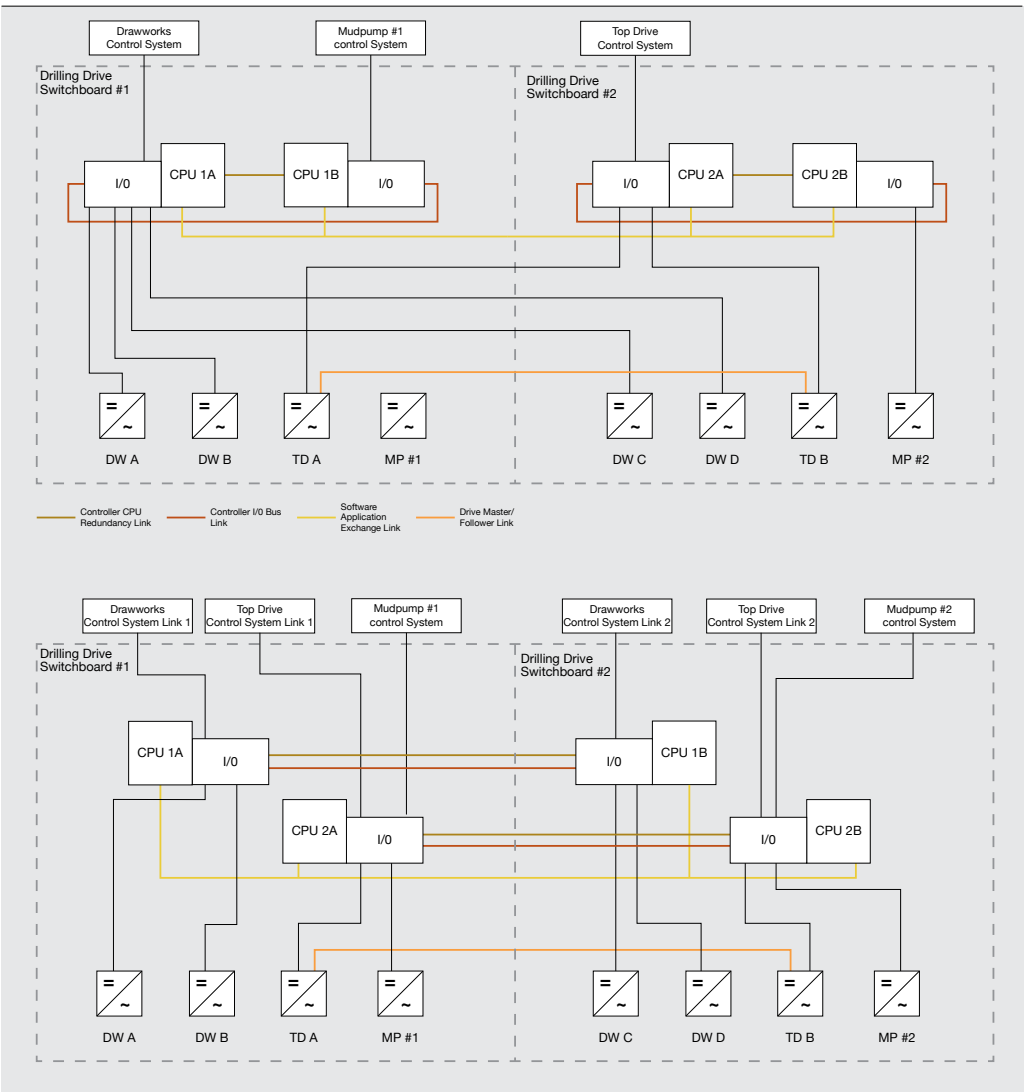 Drawworks
Control System
Mudpump #1
control System
Top Drive
Control System
Drilling Drive
Switchboard #1
Drilling Drive
Switchboard #2
I/0
CPU 1A
CPU 1B
I/0
I/0
CPU 2A
CPU 2B
I/0
=
~
=
~
=
~
=
~
=
~
=
~
=
~
=
~
DW A
DW B
TD A
MP #1
DW C
DW D
TD B
MP #2
Controller CPU
Redundancy Link
Controller I/0 Bus
Link
Software
Application
Exchange Link
Drive Master/
Follower Link
Drawworks
Control System Link 1
Top Drive
Control System Link 1
Mudpump #1
control System
Drawworks
Control System Link 2
Top Drive
Control System Link 2
Mudpump #2
control System
Drilling Drive
Switchboard #1
Drilling Drive
Switchboard #2
CPU 1A
I/0
I/0
CPU 1B
CPU 2A
I/0
I/0
CPU 2B
=
~
=
~
=
~
=
~
=
~
=
~
=
~
=
~
DW A
DW B
TD A
MP #1
DW C
DW D
TD B
MP #2